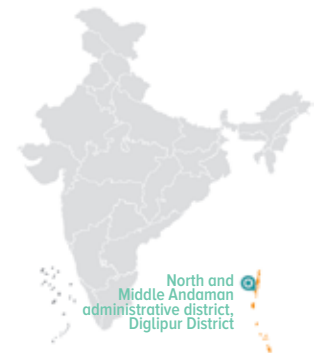 North and
Middle Andaman
administrative district,
Diglipur District